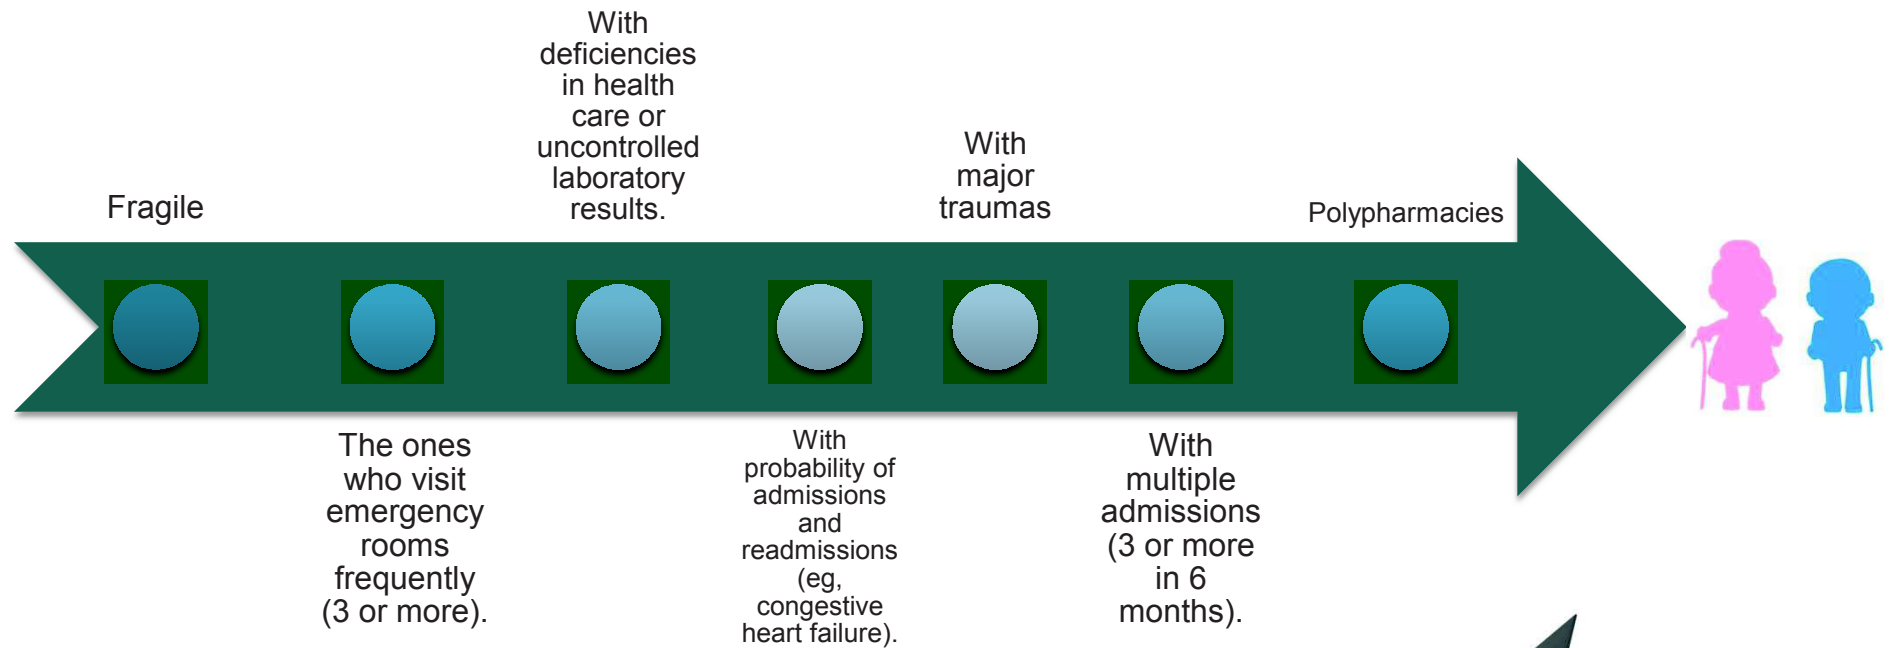 Fragile
The ones
who visit
emergency
rooms
frequently
(3 or more).
With
deficiencies
in health
care or
uncontrolled
laboratory
results.
With
probability of
admissions
and
readmissions
(eg,
congestive
heart failure).
With
major
traumas
With
multiple
admissions
(3 or more
in 6
months).
Polypharmacies